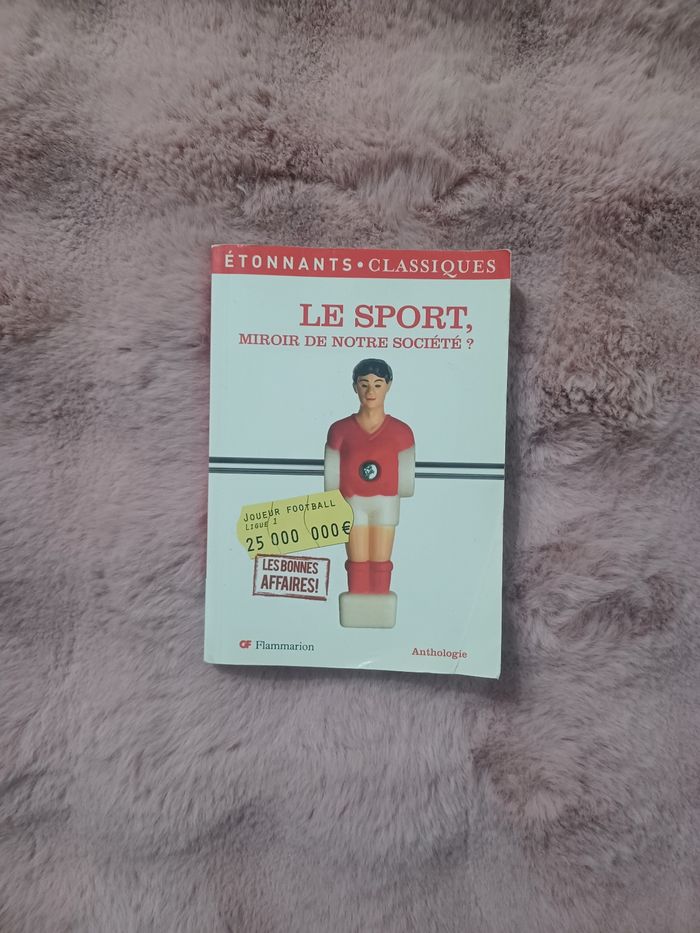 ÉTONNANTS • CLASSIQUES
LE SPORT,
MIROIR DE NOTRE SOCIÉTÉ ?
JOUEUR FOOTBALL
LIGUE 1
25 000 000€
LES BONNES
AFFAIRES!
GF Flammarion
Anthologie